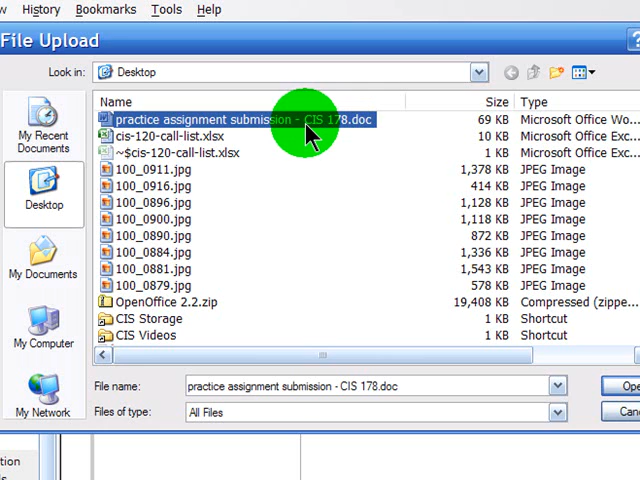 History Bookmarks Tools Help
File Upload
Look in: Desktop
Name Size Type
practice assignment submission - CIS 178.doc 69 KB Microsoft Office Wo...
cis-120-call-list.xlsx 10 KB Microsoft Office Exc...
~$cis-120-call-list.xlsx 1 KB Microsoft Office Exc...
100_0911.jpg 1,378 KB JPEG Image
100_0916.jpg 414 KB JPEG Image
100_0896.jpg 1,128 KB JPEG Image
100_0900.jpg 1,118 KB JPEG Image
100_0890.jpg 872 KB JPEG Image
100_0884.jpg 1,336 KB JPEG Image
100_0881.jpg 1,543 KB JPEG Image
100_0879.jpg 578 KB JPEG Image
OpenOffice 2.2.zip 19,408 KB Compressed (zippe...
CIS Storage 1 KB Shortcut
CIS Videos 1 KB Shortcut
My Recent
Documents
Desktop
My Documents
My Computer
My Network
File name: practice assignment submission - CIS 178.doc Ope
Files of type: All Files Can